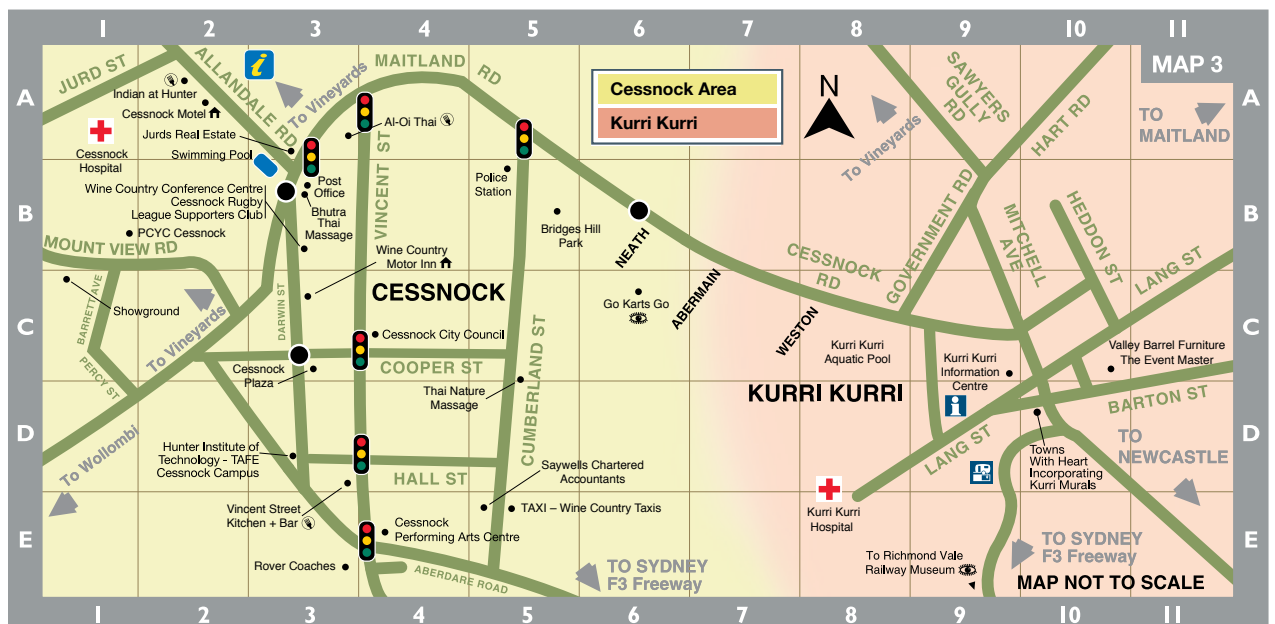 1 2 3 4 5 6 7 8 9 10 11
A
B
C
D
E
MAP 3
JURD ST
ALLANDALE RD
i
To Vineyards
MAITLAND RD
Indian at Hunter
Cessnock Motel
Jurds Real Estate
Swimming Pool
Cessnock
Hospital
Al-Oi Thai
VINCENT ST
Post
Office
Bhutra
Thai
Massage
Wine Country Conference Centre
Cessnock Rugby
League Supporters Club
PCYC Cessnock
MOUNT VIEW RD
Police
Station
Bridges Hill
Park
Wine Country
Motor Inn
CESSNOCK
BARRETT AVE
Showground
PERCY ST
To Vineyards
DARWIN ST
Cessnock City Council
COOPER ST
Cessnock
Plaza
Thai Nature
Massage
CUMBERLAND ST
To Wollombi
Hunter Institute of
Technology - TAFE
Cessnock Campus
HALL ST
Saywells Chartered
Accountants
TAXI – Wine Country Taxis
Vincent Street
Kitchen + Bar
Cessnock
Performing Arts Centre
Rover Coaches
ABERDARE ROAD
TO SYDNEY
F3 Freeway
Cessnock Area
Kurri Kurri
N
NEATH
Go Karts Go
ABERMAIN
WESTON
CESSNOCK
RD
To Vineyards
SAWYERS
GULLY
RD
HART RD
TO
MAITLAND
GOVERNMENT RD
MITCHELL
AVE
HEDDON ST
LANG ST
Kurri Kurri
Aquatic Pool
Kurri Kurri
Information
Centre
Valley Barrel Furniture
The Event Master
KURRI KURRI
i
BARTON ST
LANG ST
Towns
With Heart
Incorporating
Kurri Murals
TO
NEWCASTLE
Kurri Kurri
Hospital
To Richmond Vale
Railway Museum
TO SYDNEY
F3 Freeway
MAP NOT TO SCALE
A
B
C
D
E
1 2 3 4 5 6 7 8 9 10 11